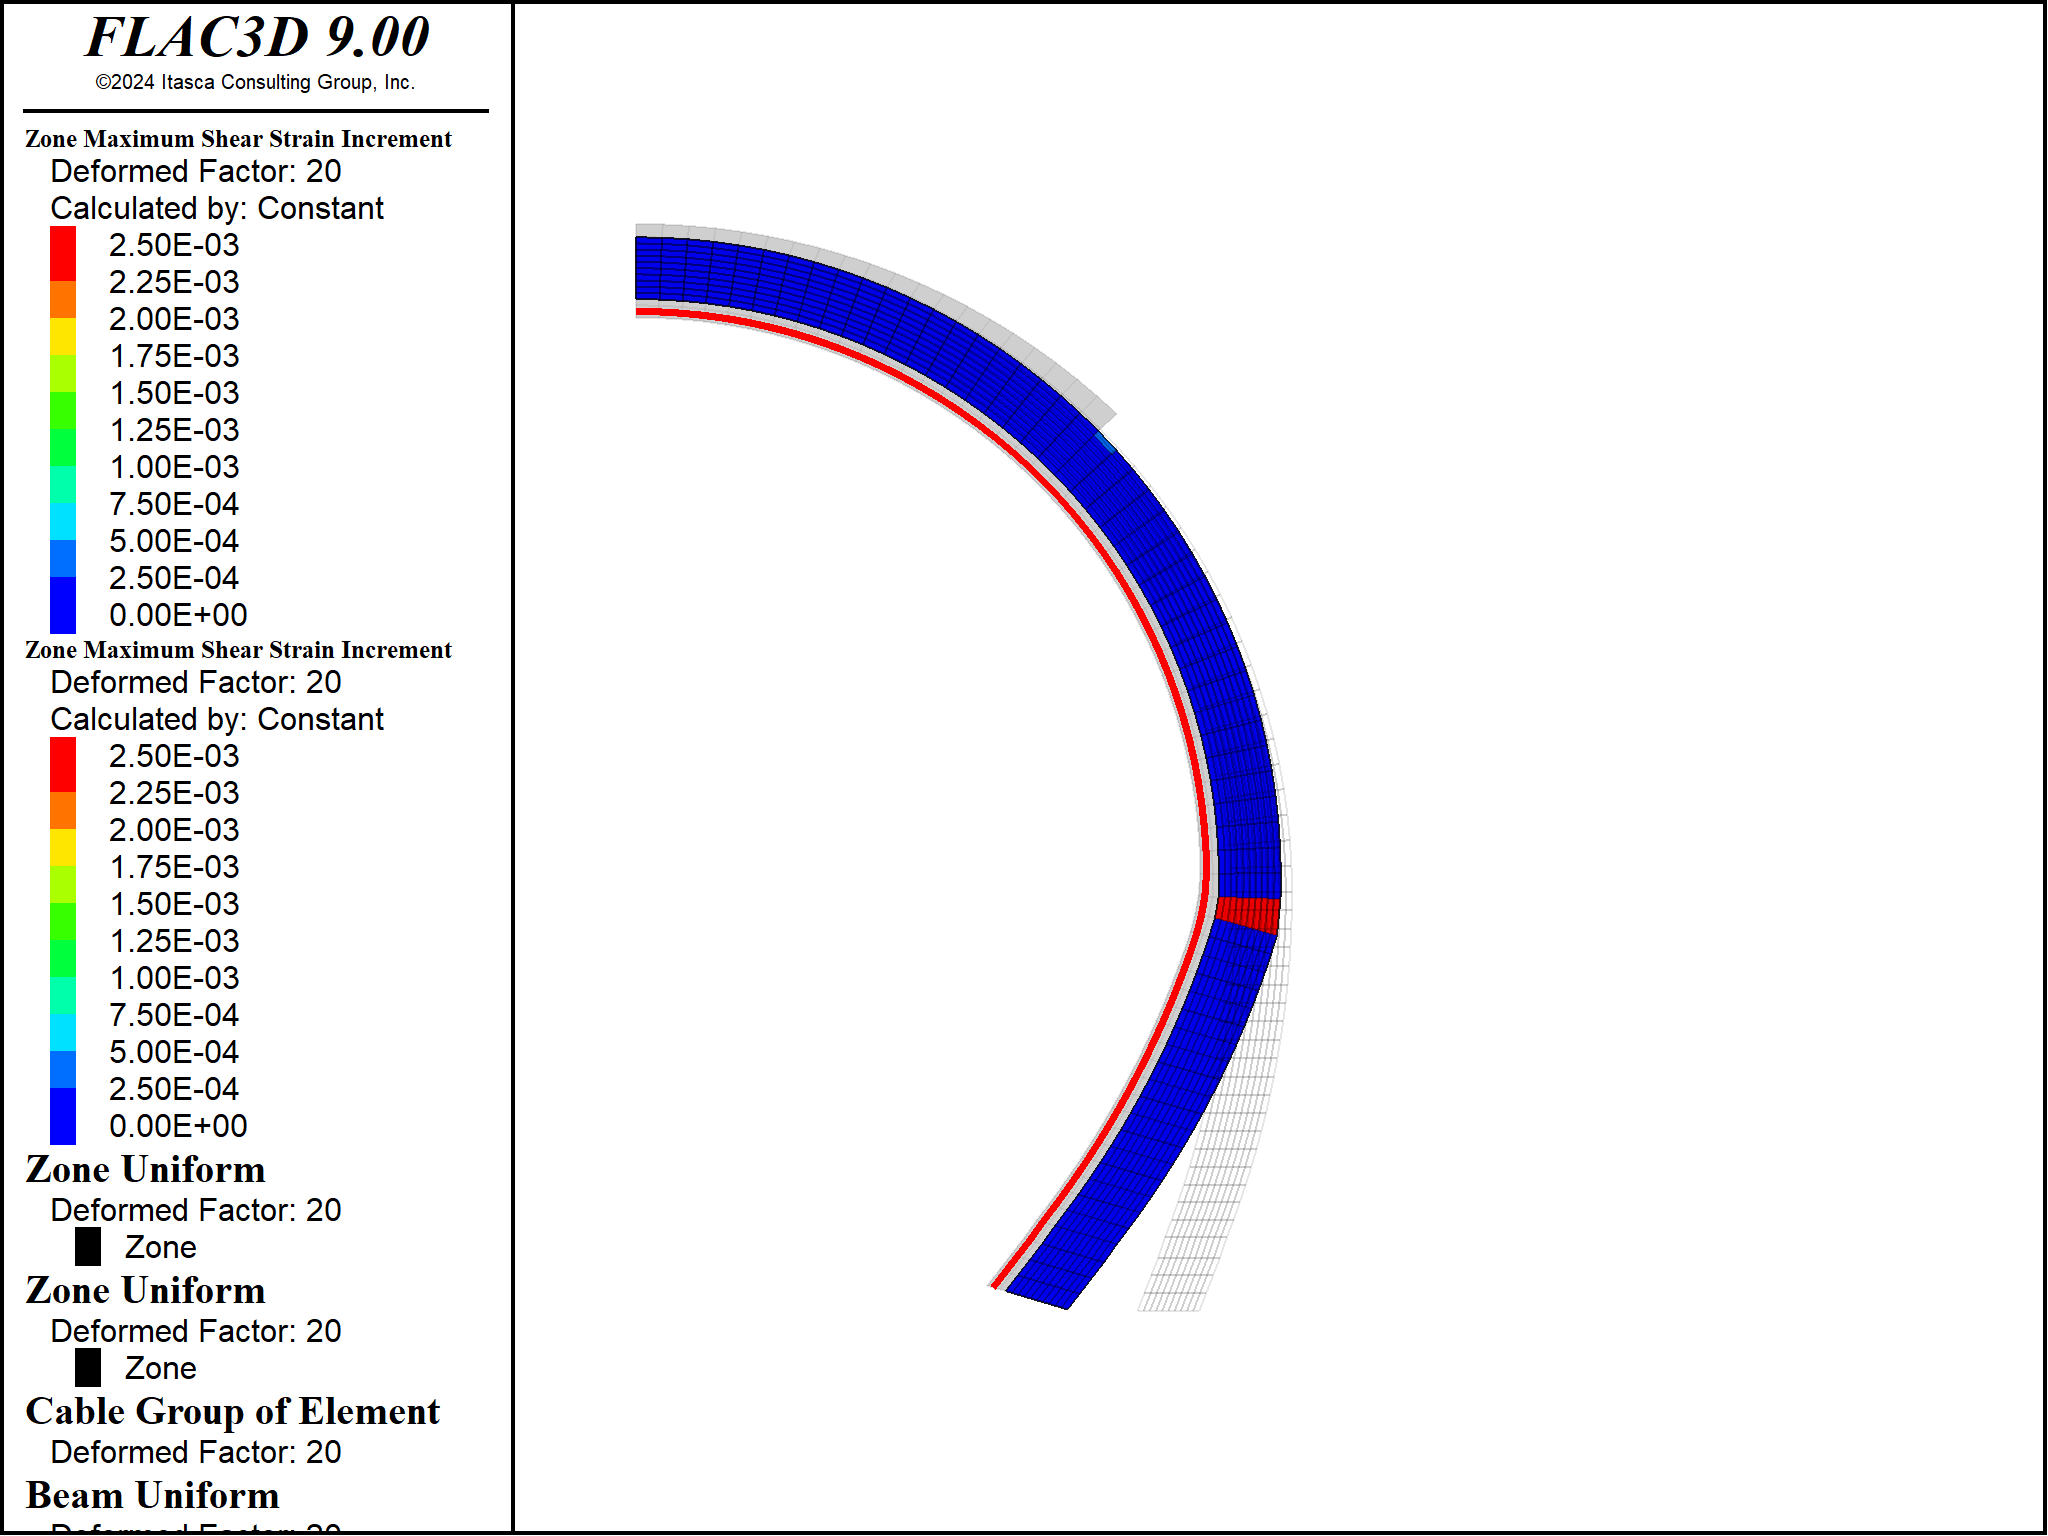 FLAC3D 9.00
©2024 Itasca Consulting Group, Inc.
Zone Maximum Shear Strain Increment
Deformed Factor: 20
Calculated by: Constant
2.50E-03
2.25E-03
2.00E-03
1.75E-03
1.50E-03
1.25E-03
1.00E-03
7.50E-04
5.00E-04
2.50E-04
0.00E+00
Zone Maximum Shear Strain Increment
Deformed Factor: 20
Calculated by: Constant
2.50E-03
2.25E-03
2.00E-03
1.75E-03
1.50E-03
1.25E-03
1.00E-03
7.50E-04
5.00E-04
2.50E-04
0.00E+00
Zone Uniform
Deformed Factor: 20
Zone
Zone Uniform
Deformed Factor: 20
Zone
Cable Group of Element
Deformed Factor: 20
Beam Uniform